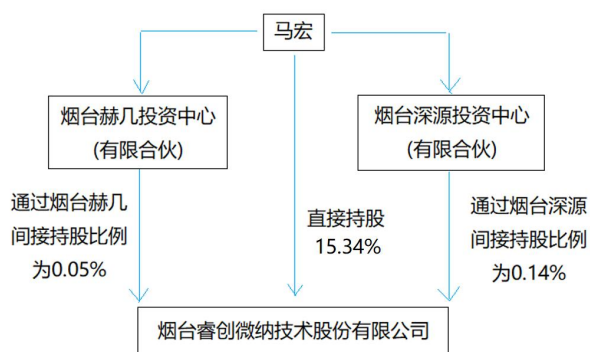 马宏
烟台赫几投资中心
(有限合伙)
烟台深源投资中心
(有限合伙)
通过烟台赫几
间接持股比例
为0.05%
直接持股
15.34%
通过烟台深源
间接持股比例
为0.14%
烟台睿创微纳技术股份有限公司